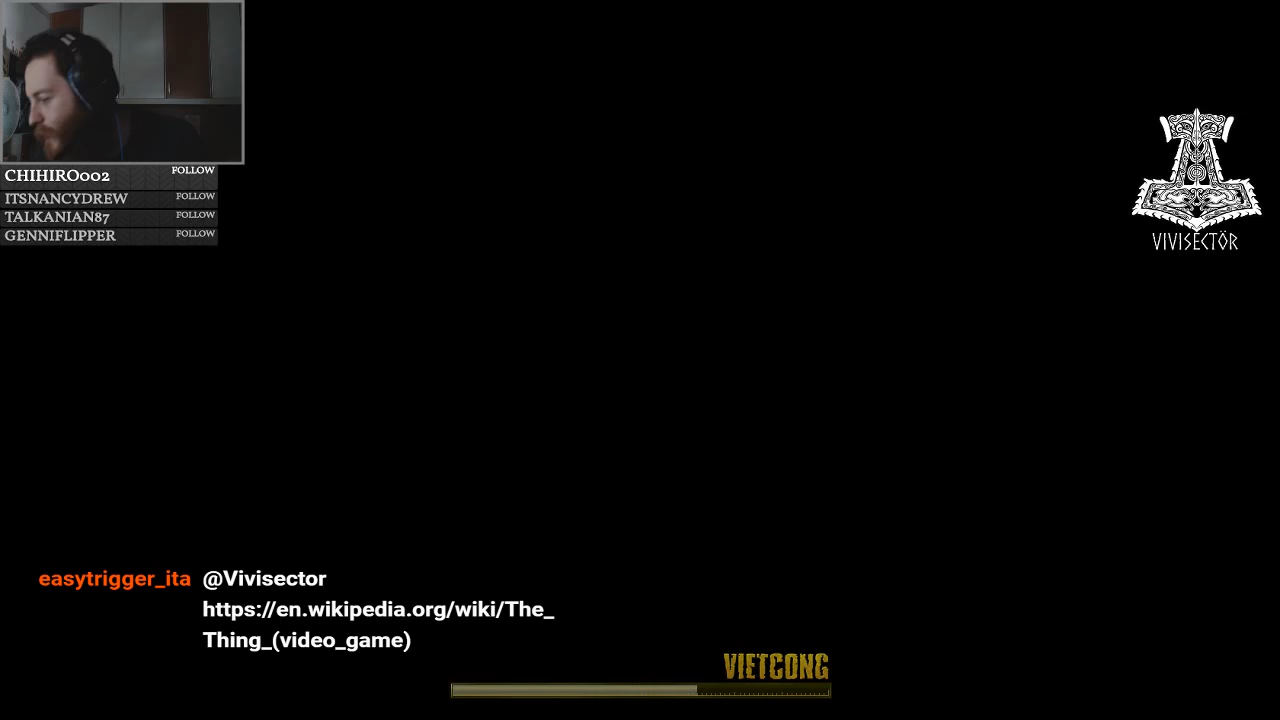 CHIHIRO002 FOLLOW
ITSNANCYDREW FOLLOW
TALKANIAN87 FOLLOW
GENNIFLIPPER FOLLOW
VIVISECTÖR
easytrigger_ita @Vivisector
https://en.wikipedia.org/wiki/The_
Thing_(video_game)
VIETCONG